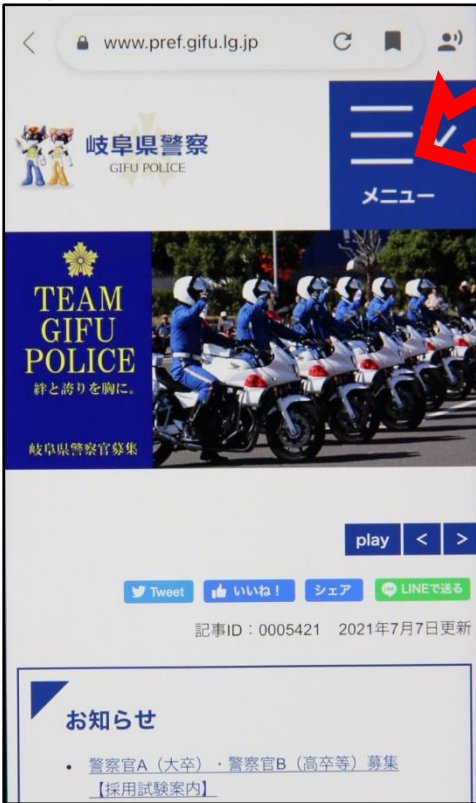 www.pref.gifu.lg.jp
岐阜県警察
GIFU POLICE
メニュー
TEAM
GIFU
POLICE
絆と誇りを胸に。
岐阜県警察官募集
play < >
Tweet いいね！ シェア LINEで送る
記事ID：0005421 2021年7月7日更新
お知らせ
・ 警察官A（大卒）・警察官B（高卒等）募集
【採用試験案内】